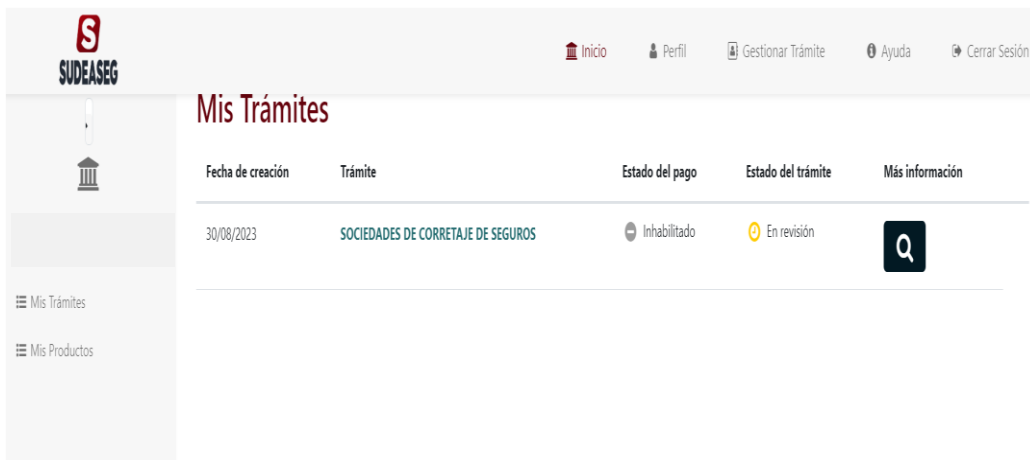 S
SUDEASEG
Inicio Perfil Gestionar Trámite Ayuda Cerrar Sesión
Mis Trámites
Fecha de creación Trámite Estado del pago Estado del trámite Más información
30/08/2023 SOCIEDADES DE CORRETAJE DE SEGUROS Inhabilitado En revisión
Mis Trámites
Mis Productos